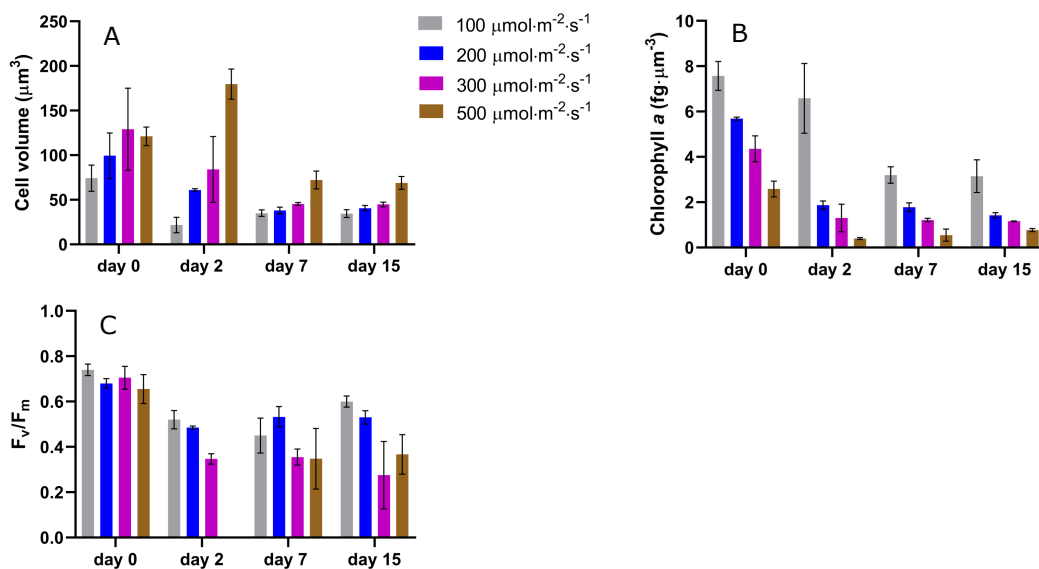 A
Cell volume (μm³)
250
200
150
100
50
0
day 0 day 2 day 7 day 15
100 μmol·m⁻²·s⁻¹
200 μmol·m⁻²·s⁻¹
300 μmol·m⁻²·s⁻¹
500 μmol·m⁻²·s⁻¹
B
Chlorophyll a (fg·μm⁻³)
10
8
6
4
2
0
day 0 day 2 day 7 day 15
C
Fᵥ/Fₘ
1.0
0.8
0.6
0.4
0.2
0.0
day 0 day 2 day 7 day 15